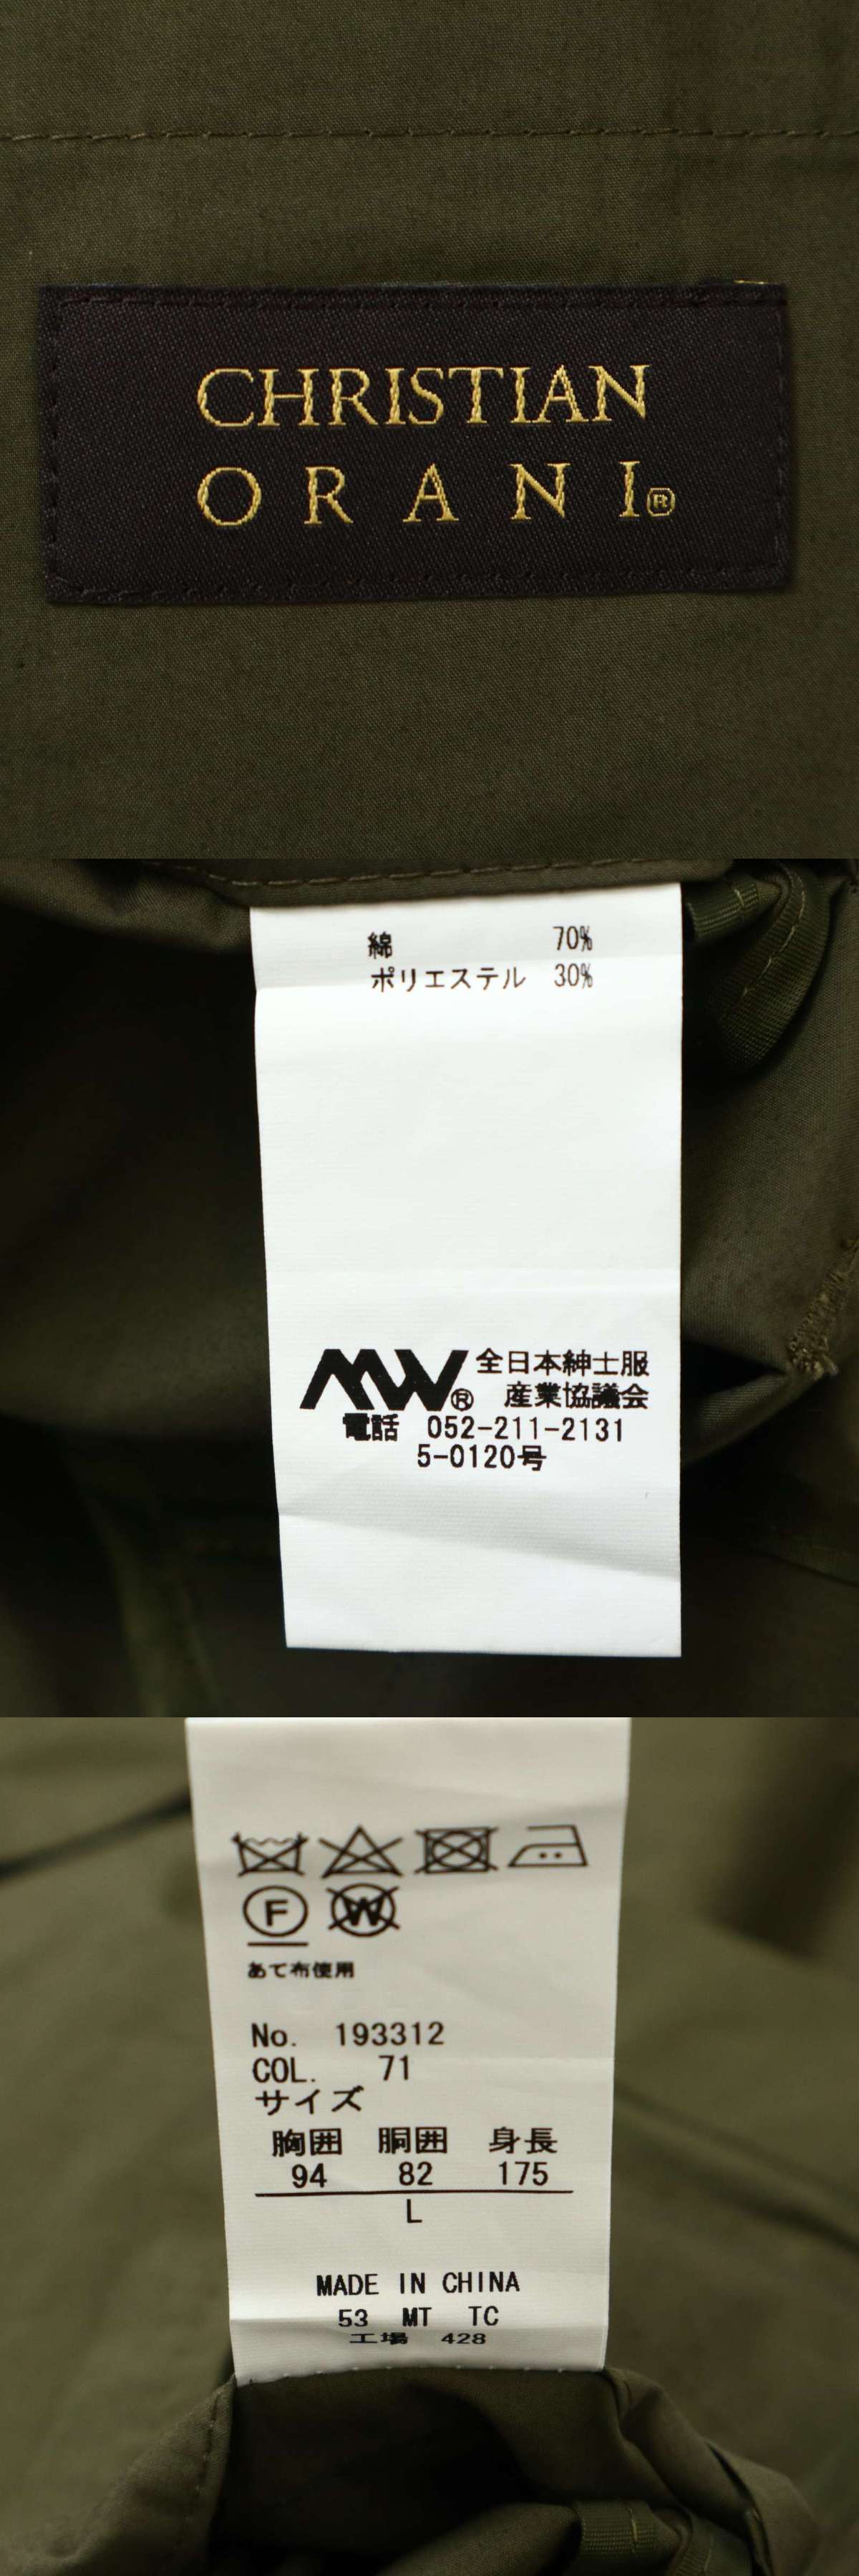 CHRISTIAN
ORANI®
綿 70%
ポリエステル 30%
MW® 全日本紳士服
産業協議会
電話 052-211-2131
5-0120号
F W
あて布使用
No. 193312
COL. 71
サイズ
胸囲 胴囲 身長
94 82 175
L
MADE IN CHINA
53 MT TC
工場 428